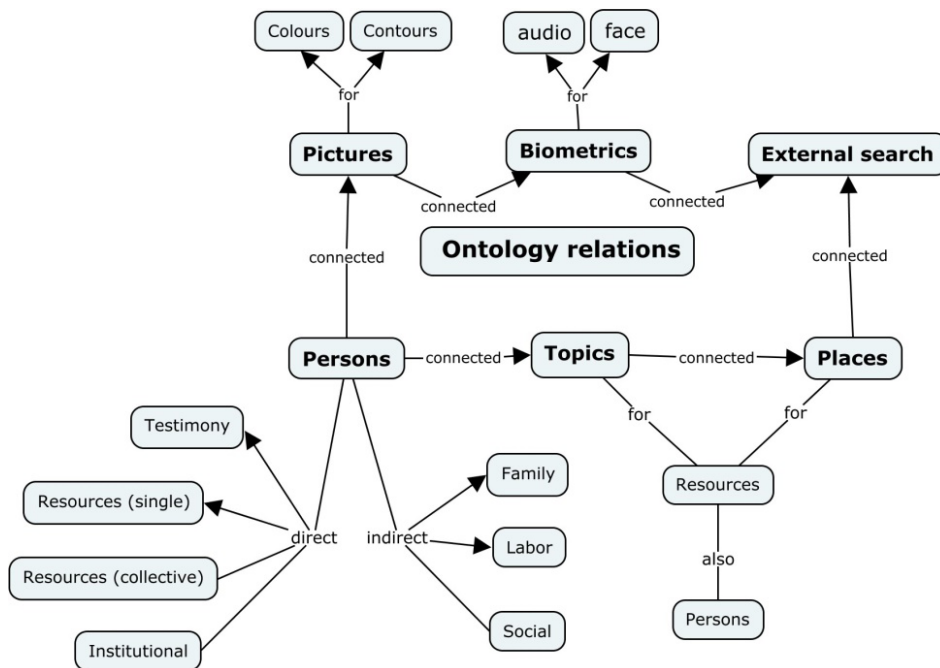 Colours
Contours
audio
face
for
for
Pictures
Biometrics
External search
connected
connected
Ontology relations
connected
connected
Persons
connected
Topics
connected
Places
Testimony
for
for
Family
Resources
Resources (single)
direct
indirect
Labor
also
Resources (collective)
Persons
Social
Institutional